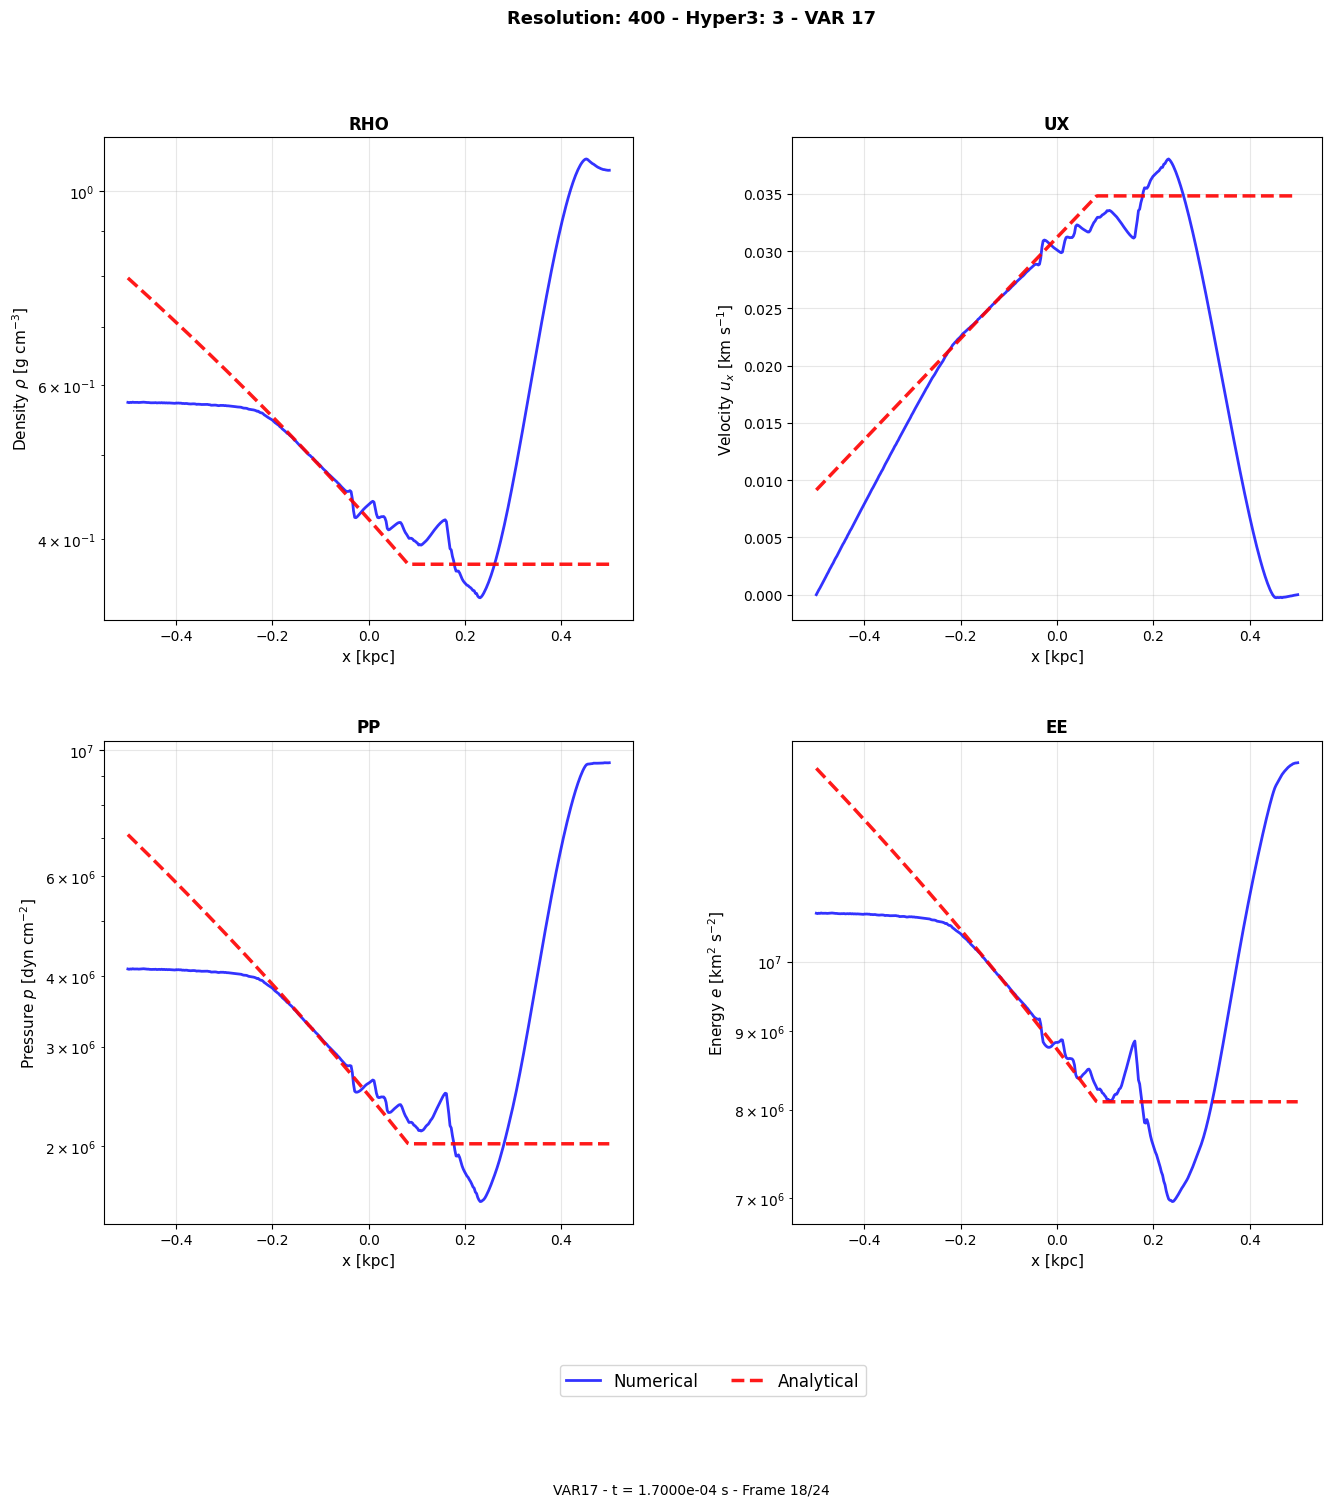 Resolution: 400 - Hyper3: 3 - VAR 17
RHO
Density ρ [g cm⁻³]
10⁰
6 × 10⁻¹
4 × 10⁻¹
−0.4 −0.2 0.0 0.2 0.4
x [kpc]
UX
Velocity uₓ [km s⁻¹]
0.035
0.030
0.025
0.020
0.015
0.010
0.005
0.000
−0.4 −0.2 0.0 0.2 0.4
x [kpc]
PP
Pressure p [dyn cm⁻²]
10⁷
6 × 10⁶
4 × 10⁶
3 × 10⁶
2 × 10⁶
−0.4 −0.2 0.0 0.2 0.4
x [kpc]
EE
Energy e [km² s⁻²]
10⁷
9 × 10⁶
8 × 10⁶
7 × 10⁶
−0.4 −0.2 0.0 0.2 0.4
x [kpc]
Numerical Analytical
VAR17 - t = 1.7000e-04 s - Frame 18/24